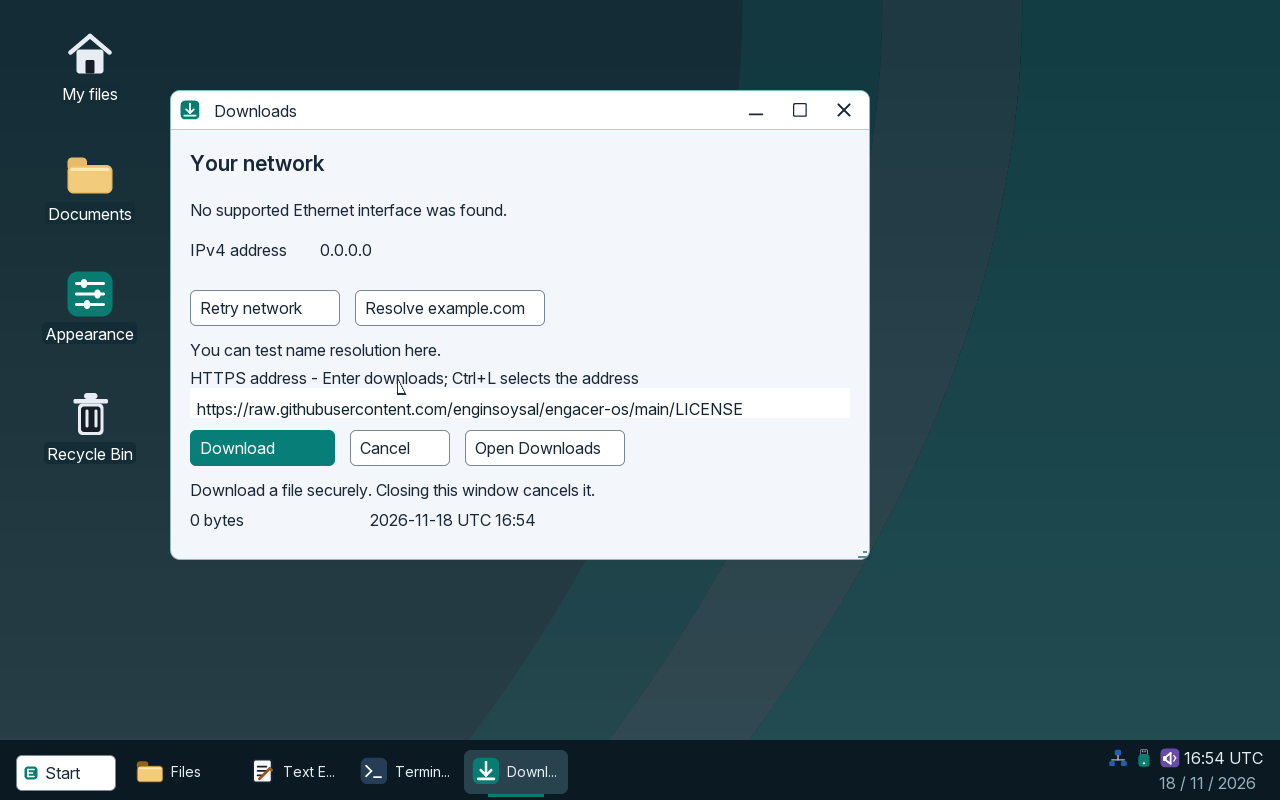 My files
Documents
Appearance
Recycle Bin
Downloads
Your network
No supported Ethernet interface was found.
IPv4 address 0.0.0.0
Retry network Resolve example.com
You can test name resolution here.
HTTPS address - Enter downloads; Ctrl+L selects the address
https://raw.githubusercontent.com/enginsoysal/engacer-os/main/LICENSE
Download Cancel Open Downloads
Download a file securely. Closing this window cancels it.
0 bytes 2026-11-18 UTC 16:54
E Start Files Text E... Termin... Downl... 16:54 UTC
18 / 11 / 2026